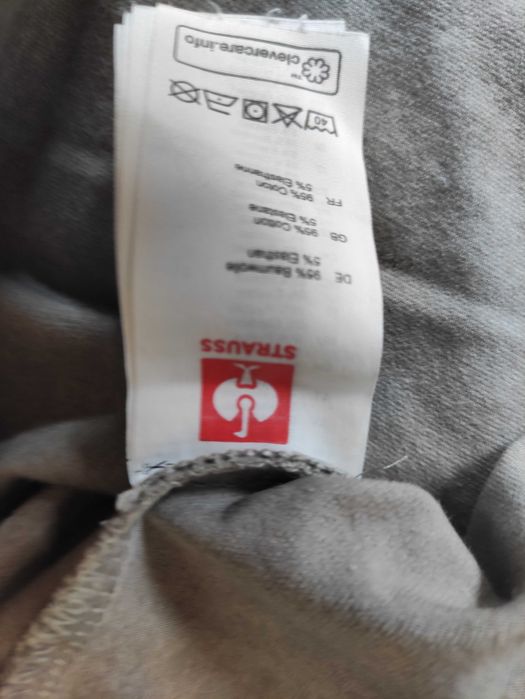 STRAUSS
DE 95% Baumwolle
5% Elasthan
GB 95% Cotton
5% Elastane
FR 95% Coton
5% Elasthanne
40
clevercare.info
TM